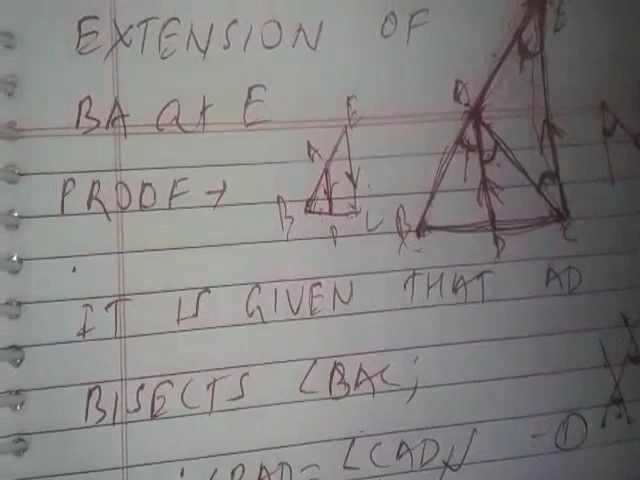 EXTENSION OF
BA at E
PROOF →
E
A
B
D
C
E
A
B
D
C
IT IS GIVEN THAT AD
BISECTS ∠BAC;
∠BAD = ∠CAD, -①